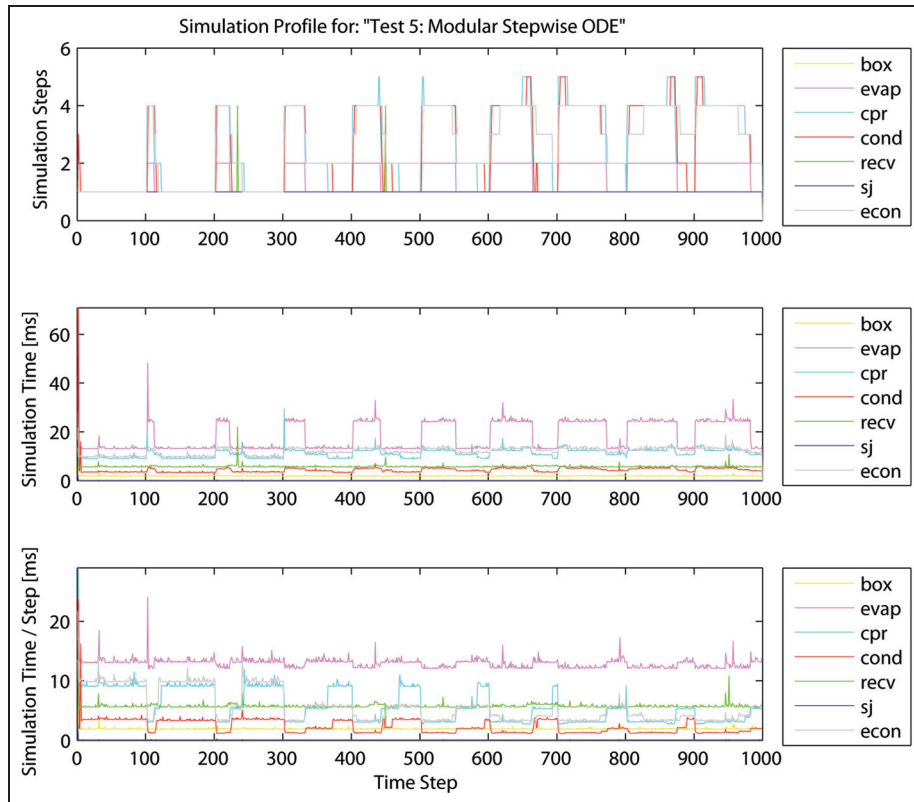 Simulation Profile for: "Test 5: Modular Stepwise ODE"
Simulation Steps
6
4
2
0
0 100 200 300 400 500 600 700 800 900 1000
box
evap
cpr
cond
recv
sj
econ
Simulation Time [ms]
60
40
20
0
0 100 200 300 400 500 600 700 800 900 1000
box
evap
cpr
cond
recv
sj
econ
Simulation Time / Step [ms]
20
10
0
0 100 200 300 400 500 600 700 800 900 1000
Time Step
box
evap
cpr
cond
recv
sj
econ